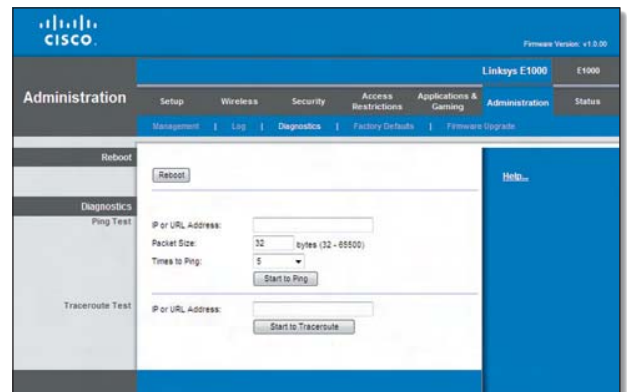 CISCO.
Firmware Version: v1.0.00
Linksys E1000 E1000
Administration
Setup Wireless Security Access Restrictions Applications & Gaming Administration Status
Management | Log | Diagnostics | Factory Defaults | Firmware Upgrade
Reboot
Reboot
Help...
Diagnostics
Ping Test
IP or URL Address:
Packet Size: 32 bytes (32 - 65500)
Times to Ping: 5
Start to Ping
Traceroute Test
IP or URL Address:
Start to Traceroute